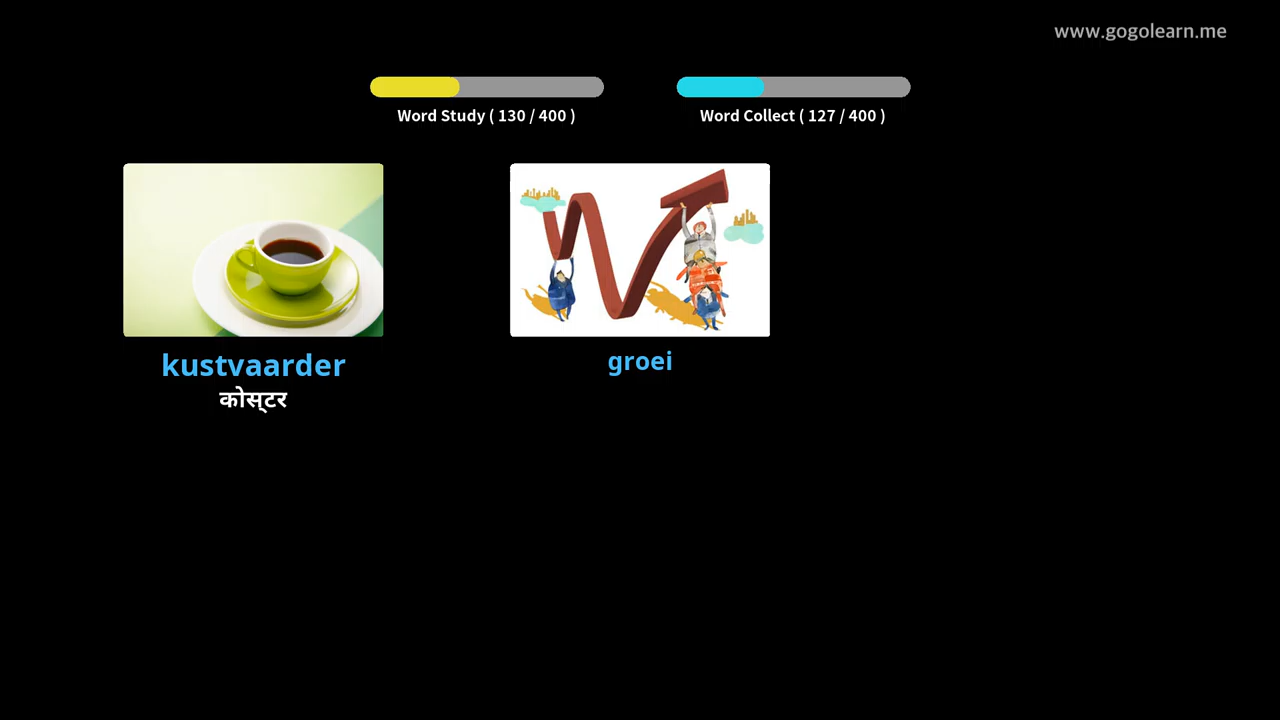 www.gogolearn.me
Word Study ( 130 / 400 )
Word Collect ( 127 / 400 )
kustvaarder
कोस्टर
groei